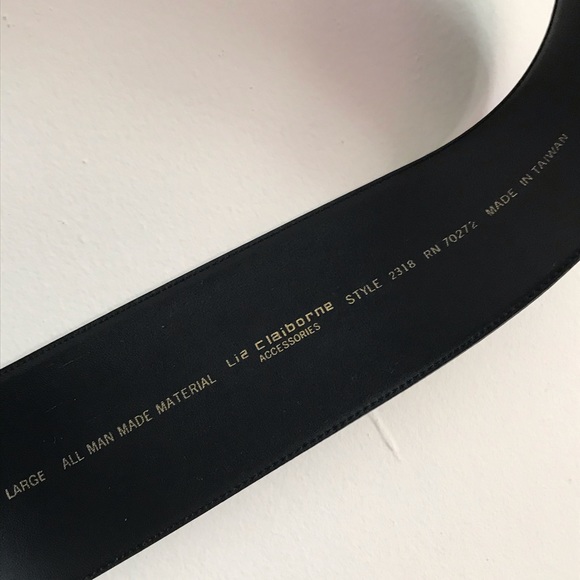 LARGE ALL MAN MADE MATERIAL Liz Claiborne STYLE 2318 RN 70272 MADE IN TAIWAN
ACCESSORIES